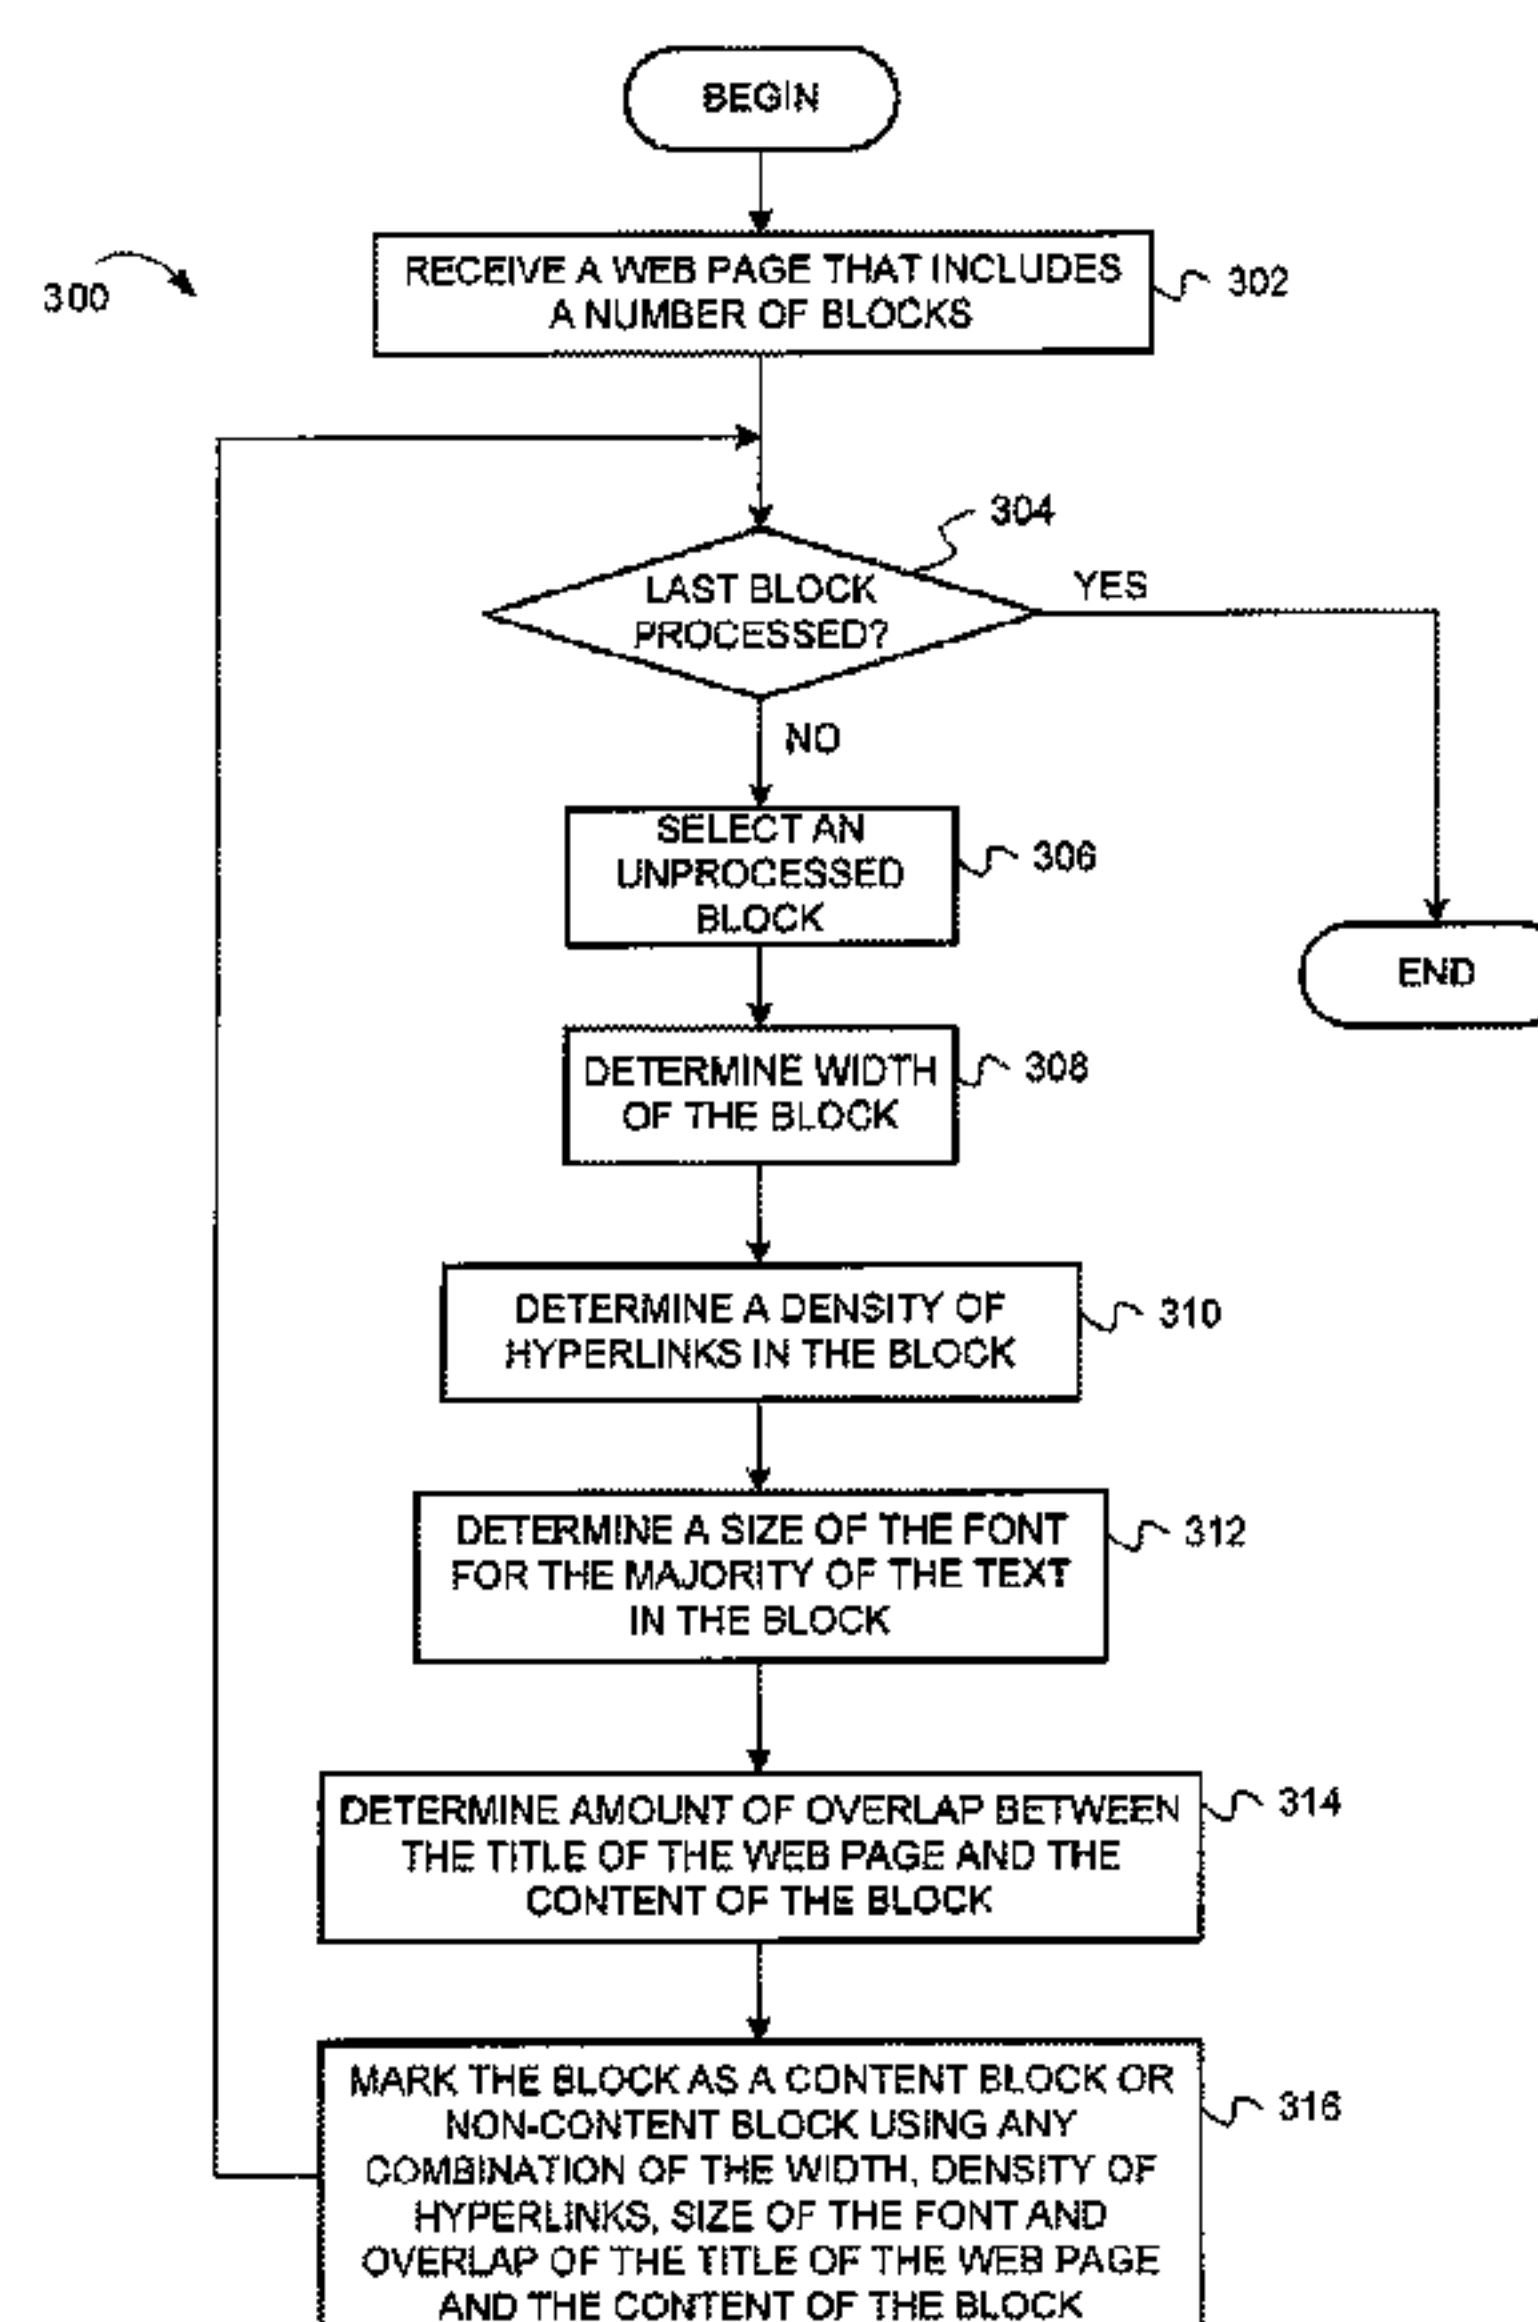 BEGIN
300
RECEIVE A WEB PAGE THAT INCLUDES
A NUMBER OF BLOCKS
302
304
LAST BLOCK
PROCESSED?
YES
NO
SELECT AN
UNPROCESSED
BLOCK
306
END
DETERMINE WIDTH
OF THE BLOCK
308
DETERMINE A DENSITY OF
HYPERLINKS IN THE BLOCK
310
DETERMINE A SIZE OF THE FONT
FOR THE MAJORITY OF THE TEXT
IN THE BLOCK
312
DETERMINE AMOUNT OF OVERLAP BETWEEN
THE TITLE OF THE WEB PAGE AND THE
CONTENT OF THE BLOCK
314
MARK THE BLOCK AS A CONTENT BLOCK OR
NON-CONTENT BLOCK USING ANY
COMBINATION OF THE WIDTH, DENSITY OF
HYPERLINKS, SIZE OF THE FONT AND
OVERLAP OF THE TITLE OF THE WEB PAGE
AND THE CONTENT OF THE BLOCK
316